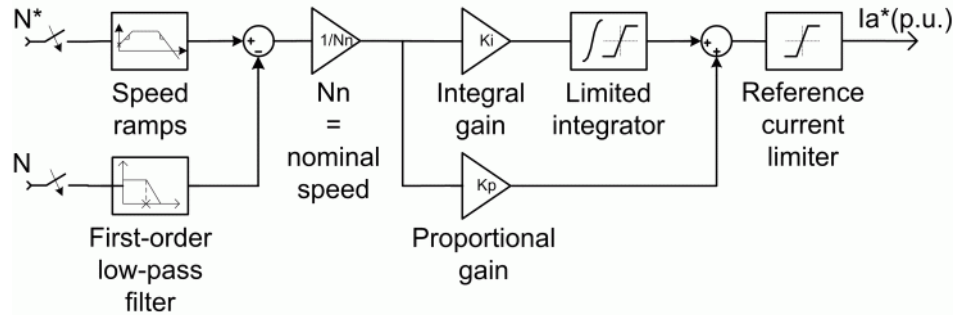 N*
Ia*(p.u.)
+
-
1/Nn
Ki
+
+
Speed
ramps
Nn
=
nominal
speed
Integral
gain
Limited
integrator
Reference
current
limiter
N
Kp
First-order
low-pass
filter
Proportional
gain